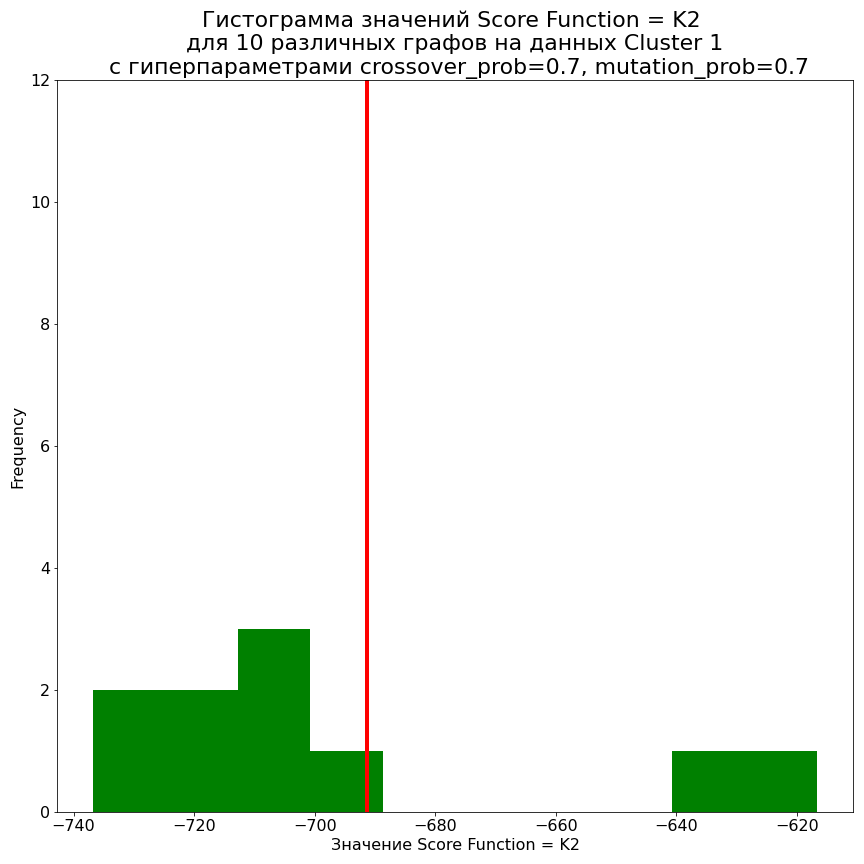 Гистограмма значений Score Function = K2
для 10 различных графов на данных Cluster 1
с гиперпараметрами crossover_prob=0.7, mutation_prob=0.7
12
10
8
6
4
2
0
Frequency
−740
−720
−700
−680
−660
−640
−620
Значение Score Function = K2